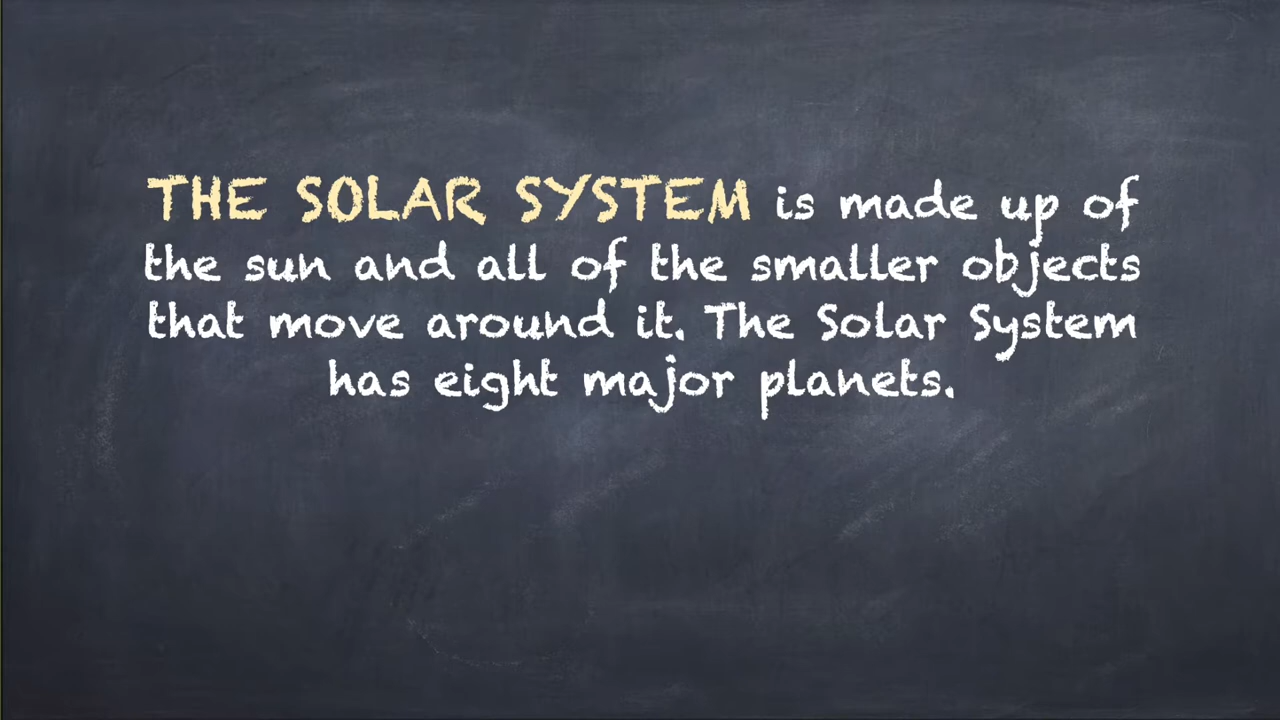 THE SOLAR SYSTEM is made up of
the sun and all of the smaller objects
that move around it. The Solar System
has eight major planets.